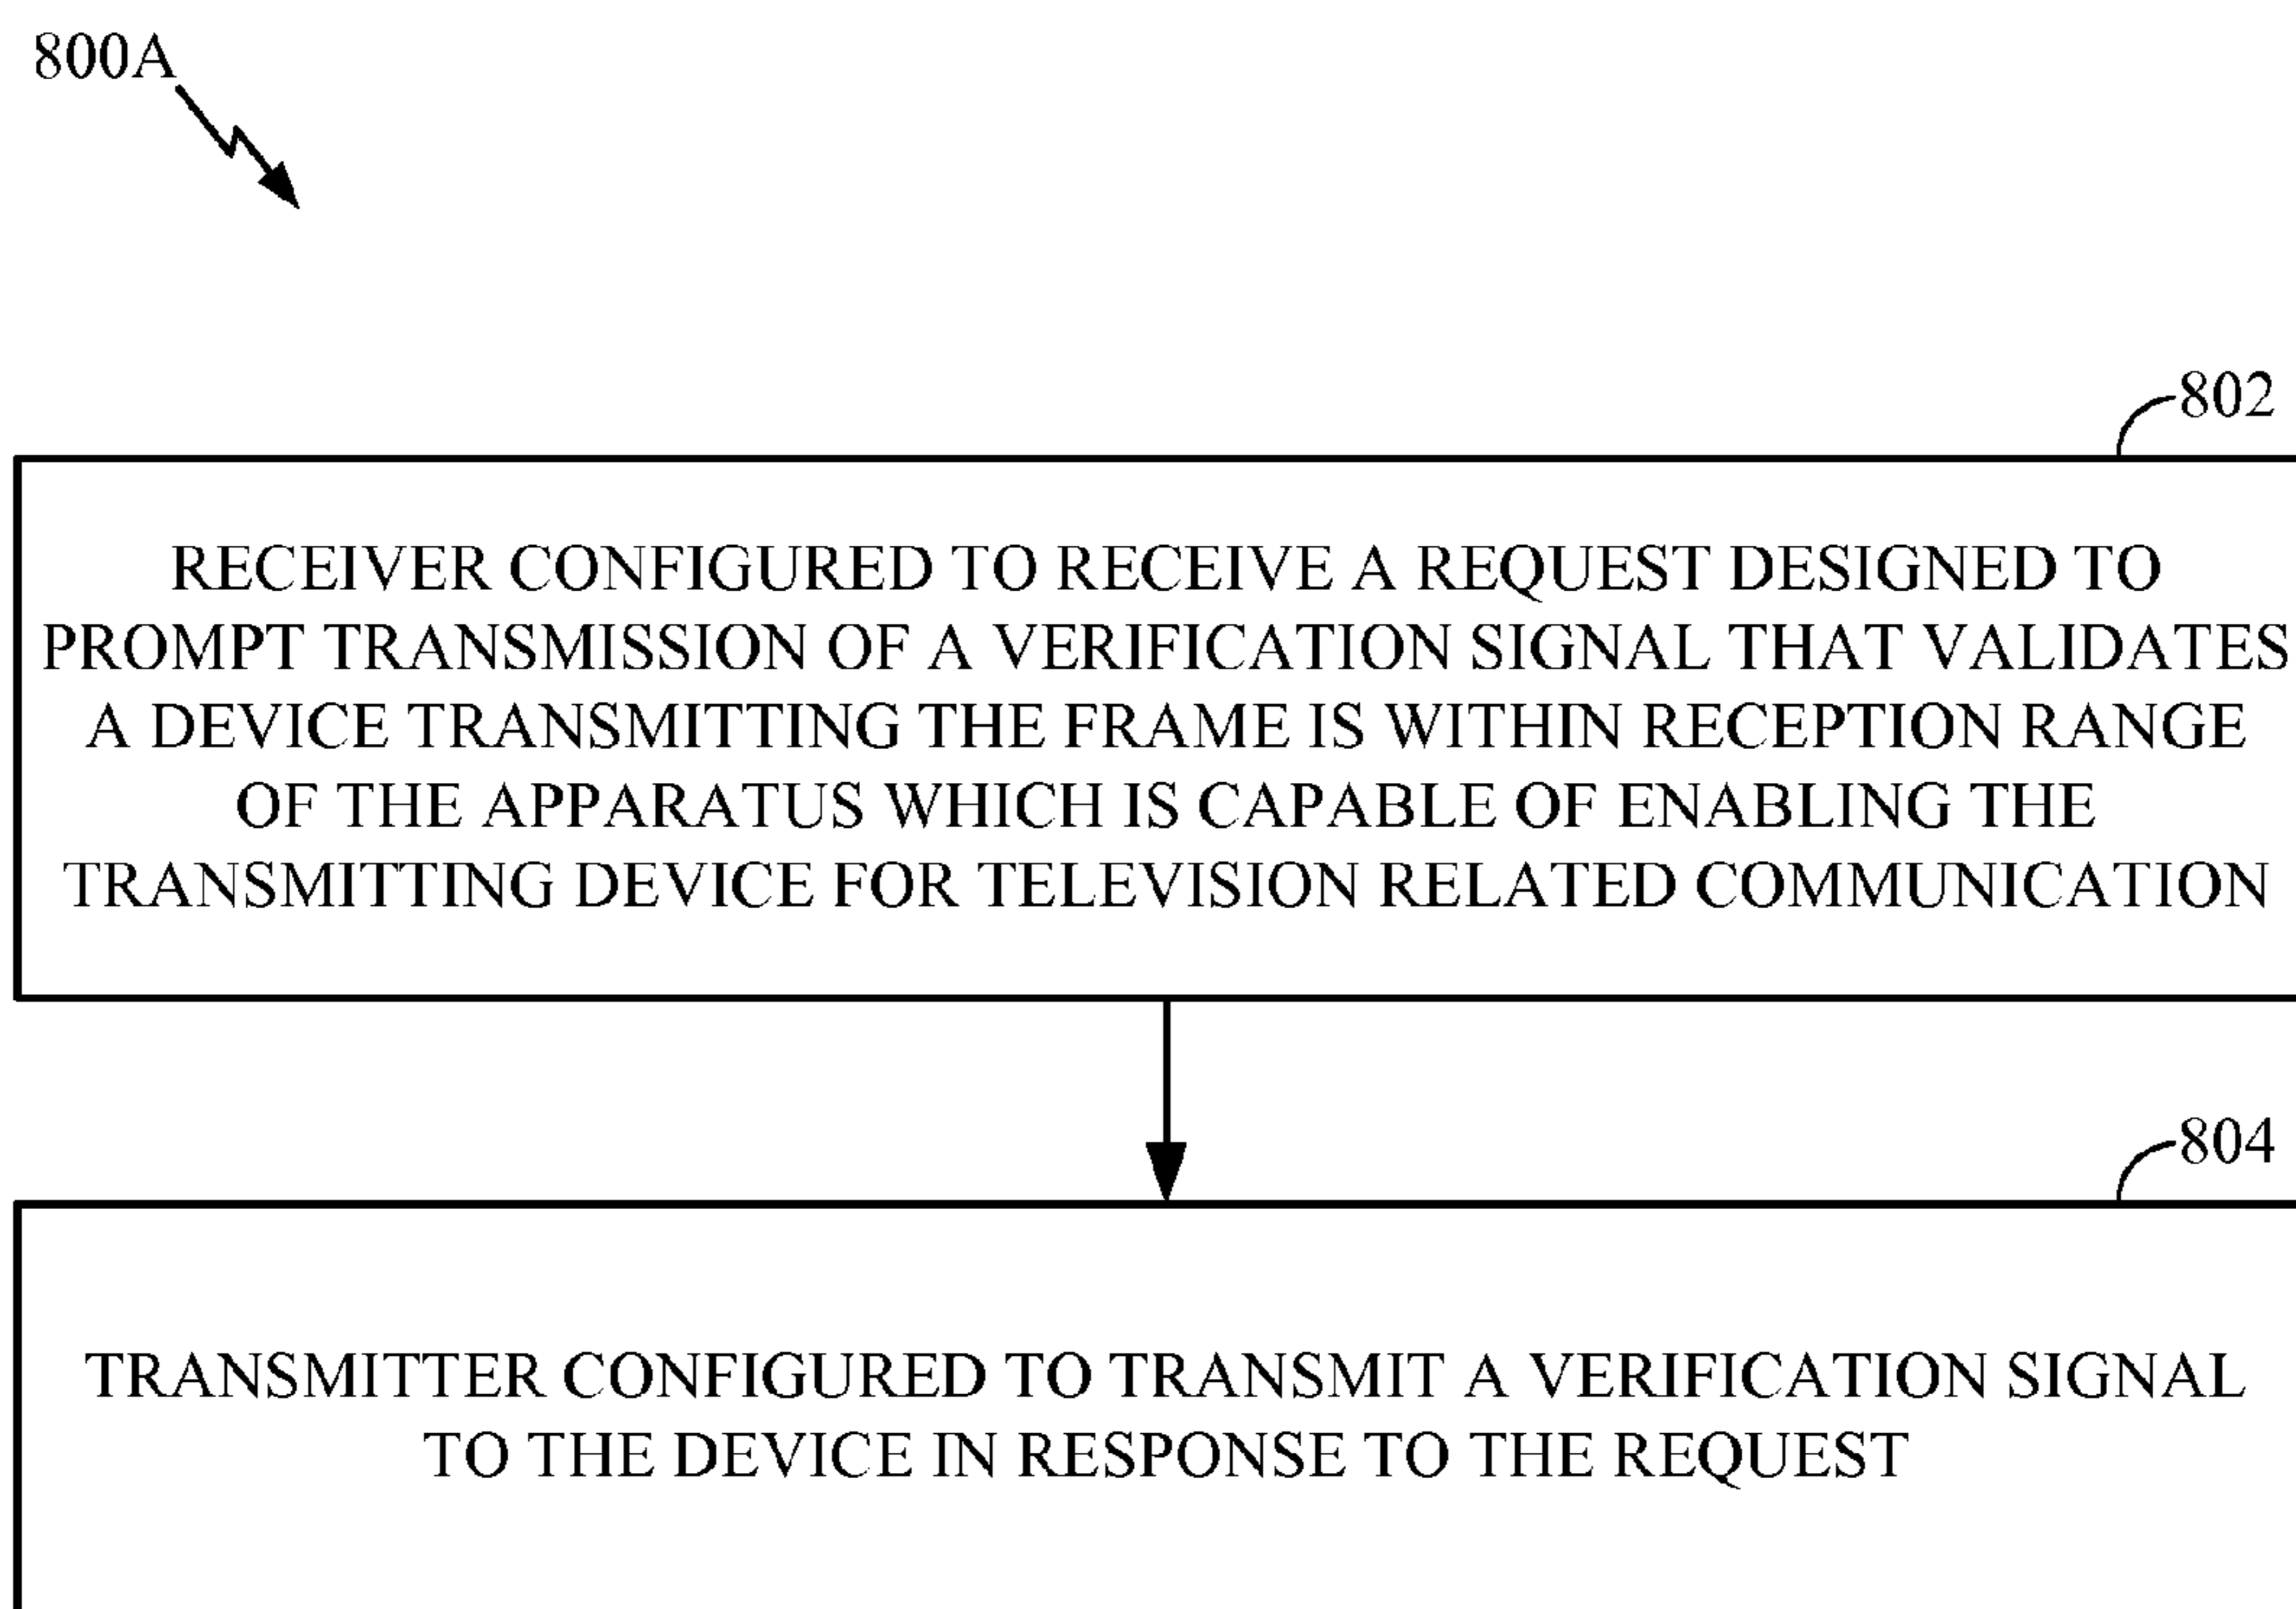 800A
802
RECEIVER CONFIGURED TO RECEIVE A REQUEST DESIGNED TO
PROMPT TRANSMISSION OF A VERIFICATION SIGNAL THAT VALIDATES
A DEVICE TRANSMITTING THE FRAME IS WITHIN RECEPTION RANGE
OF THE APPARATUS WHICH IS CAPABLE OF ENABLING THE
TRANSMITTING DEVICE FOR TELEVISION RELATED COMMUNICATION
804
TRANSMITTER CONFIGURED TO TRANSMIT A VERIFICATION SIGNAL
TO THE DEVICE IN RESPONSE TO THE REQUEST